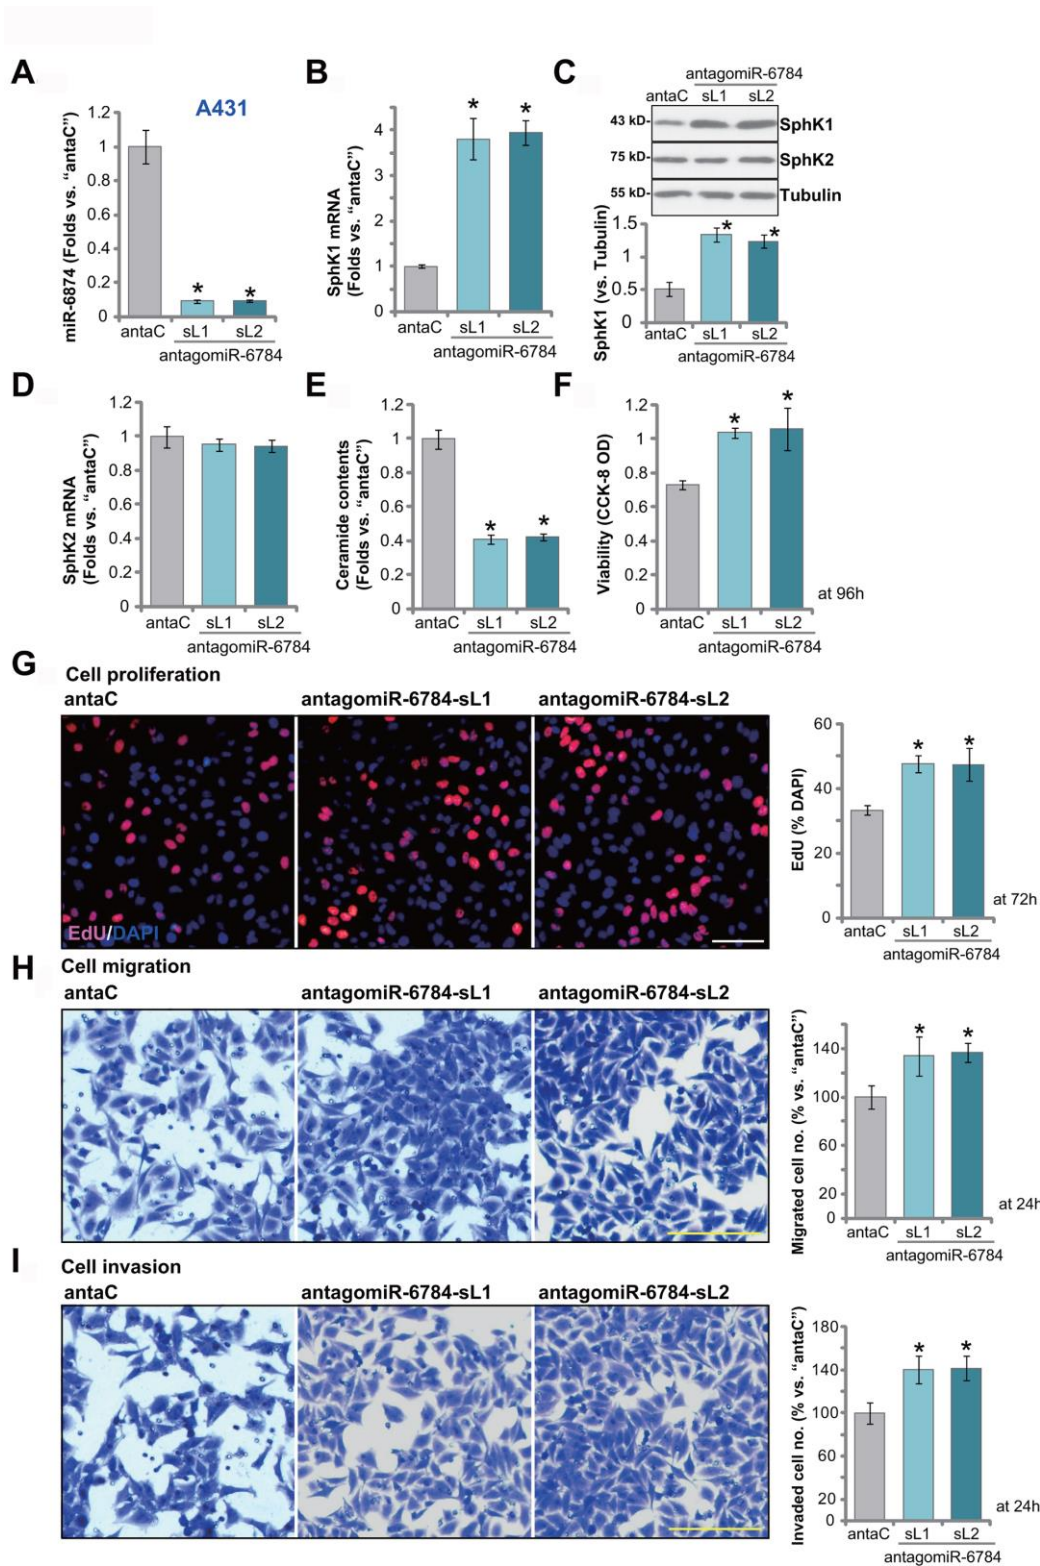 A
A431
miR-6874 (Folds vs. “antaC”)
1.2
1
0.8
0.6
0.4
0.2
0
*
*
antaC
sL1
sL2
antagomiR-6784
B
SphK1 mRNA
(Folds vs. “antaC”)
4
3
2
1
0
*
*
antaC
sL1
sL2
antagomiR-6784
C
antagomiR-6784
antaC sL1 sL2
43 kD- SphK1
75 kD- SphK2
55 kD- Tubulin
SphK1 (vs. Tubulin)
1.5
1
0.5
0
*
*
antaC
sL1
sL2
antagomiR-6784
D
SphK2 mRNA
(Folds vs. “antaC”)
1.2
1
0.8
0.6
0.4
0.2
0
antaC
sL1
sL2
antagomiR-6784
E
Ceramide contents
(Folds vs. “antaC”)
1.2
1
0.8
0.6
0.4
0.2
0
*
*
antaC
sL1
sL2
antagomiR-6784
F
Viability (CCK-8 OD)
1.2
1
0.8
0.6
0.4
0.2
0
*
*
at 96h
antaC
sL1
sL2
antagomiR-6784
G
Cell proliferation
antaC
antagomiR-6784-sL1
antagomiR-6784-sL2
EdU/DAPI
EdU (% DAPI)
60
40
20
0
*
*
at 72h
antaC
sL1
sL2
antagomiR-6784
H
Cell migration
antaC
antagomiR-6784-sL1
antagomiR-6784-sL2
Migrated cell no. (% vs. “antaC”)
140
100
60
20
0
*
*
at 24h
antaC
sL1
sL2
antagomiR-6784
I
Cell invasion
antaC
antagomiR-6784-sL1
antagomiR-6784-sL2
Invaded cell no. (% vs. “antaC”)
180
140
100
60
20
0
*
*
at 24h
antaC
sL1
sL2
antagomiR-6784